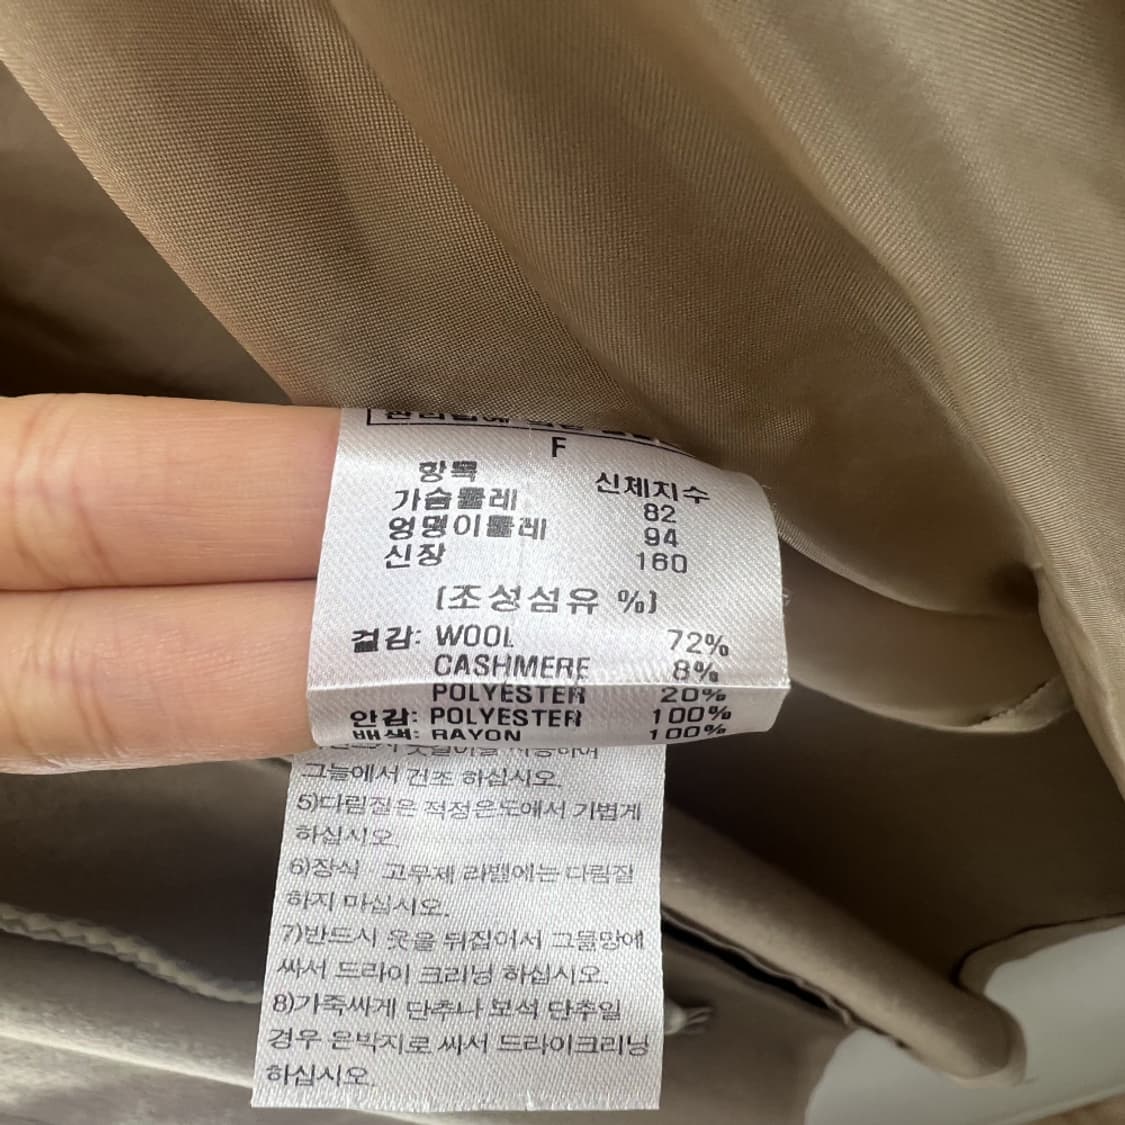 F
항목 신체치수
가슴둘레 82
엉덩이둘레 94
신장 160
[조성섬유 %]
겉감: WOOL 72%
CASHMERE 8%
POLYESTER 20%
안감: POLYESTER 100%
배색: RAYON 100%
그늘에서 건조 하십시오.
5)다림질은 적정온도에서 가볍게
하십시오.
6)장식 고무제 라벨에는 다림질
하지 마십시오.
7)반드시 옷을 뒤집어서 그물망에
싸서 드라이 크리닝 하십시오.
8)가죽싸게 단추나 보석 단추일
경우 은박지로 싸서 드라이크리닝
하십시오.